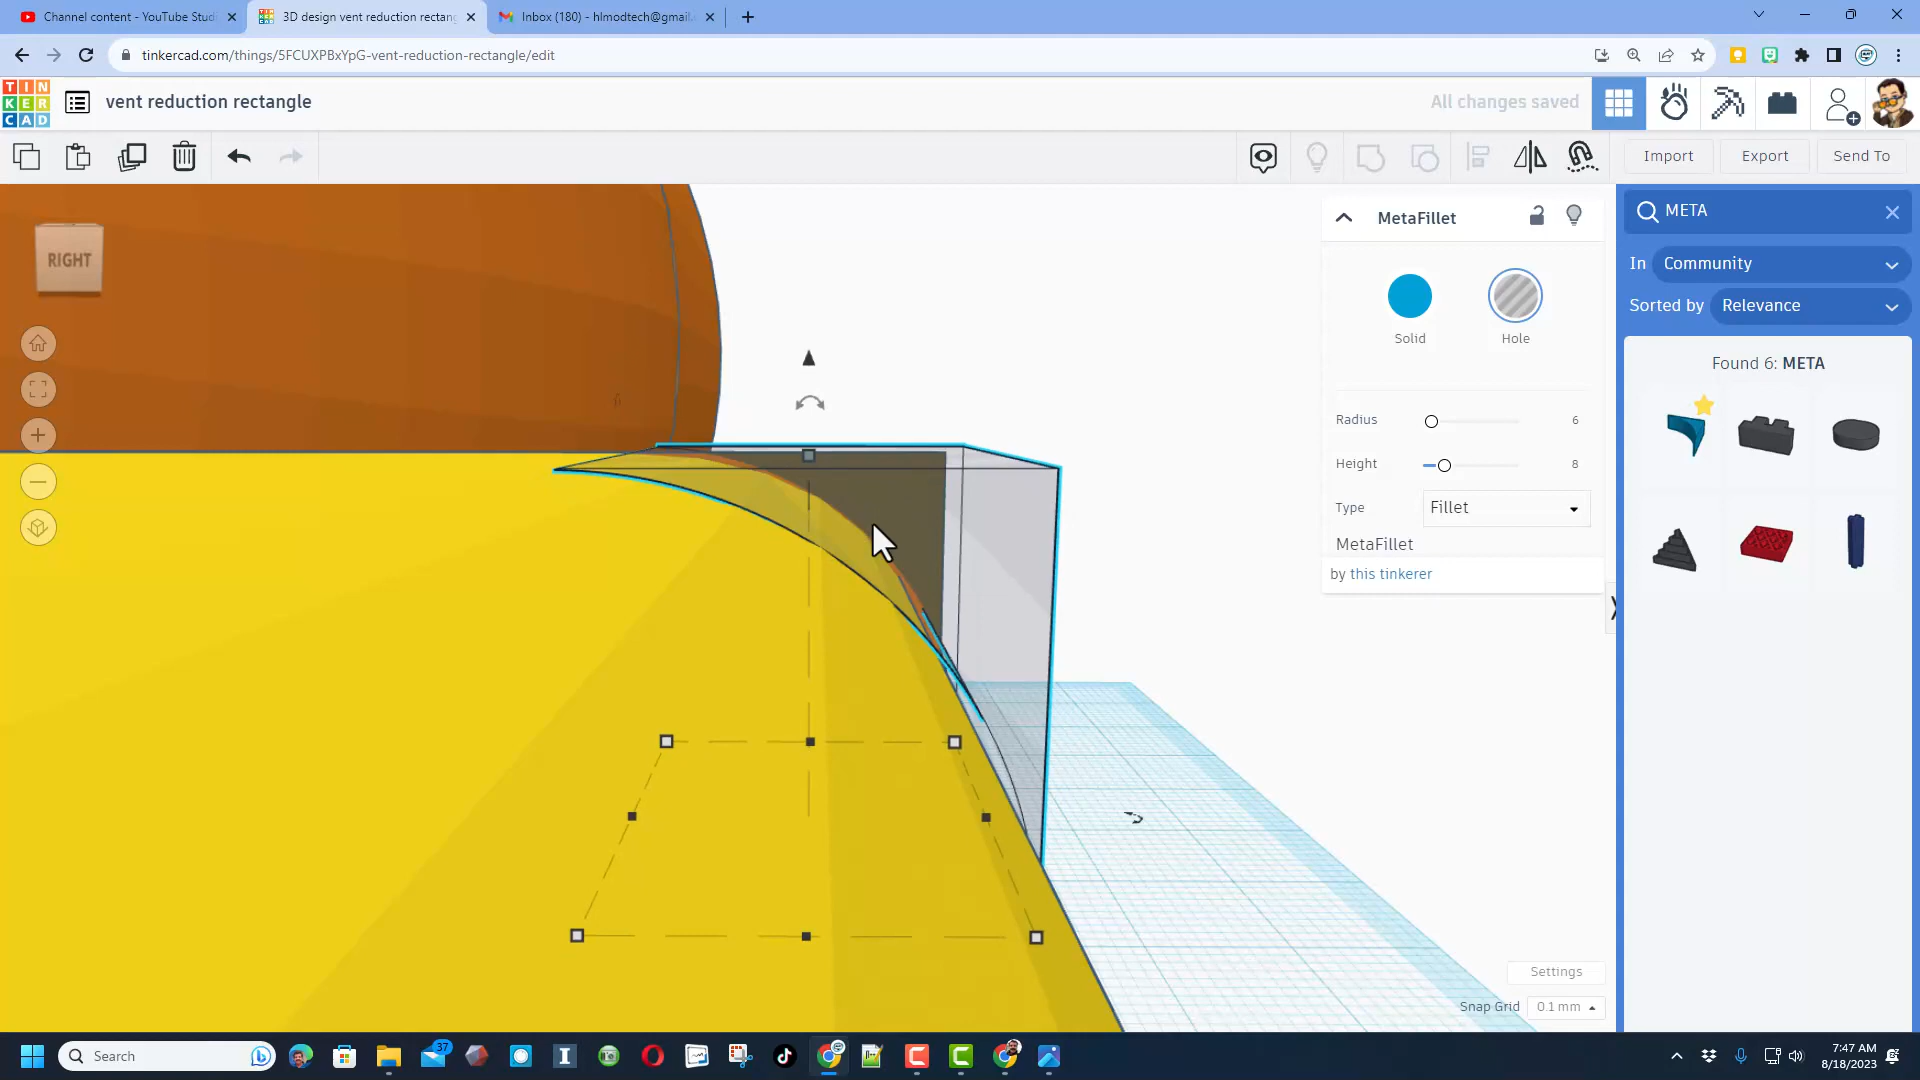 Channel content - YouTube Studi
3D design vent reduction rectang
Inbox (180) - hlmodtech@gmail.c
tinkercad.com/things/5FCUXPBxYpG-vent-reduction-rectangle/edit
TIN
KER
CAD
vent reduction rectangle
All changes saved
Import
Export
Send To
RIGHT
MetaFillet
Solid
Hole
Radius
6
Height
8
Type
Fillet
MetaFillet
by this tinkerer
META
In
Community
Sorted by
Relevance
Found 6: META
Settings
Snap Grid
0.1 mm
Search
37
7:47 AM
8/18/2023